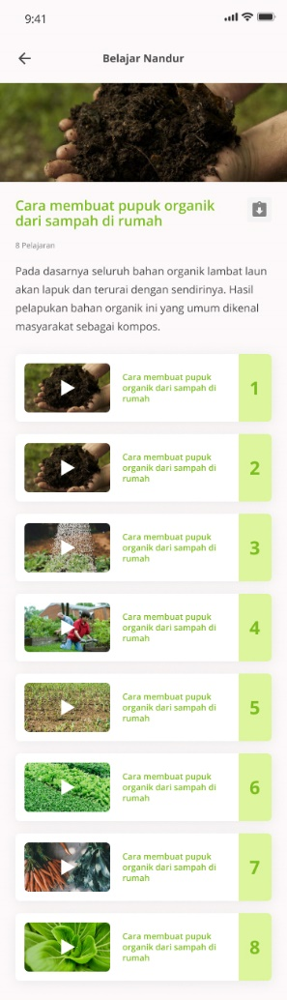 9:41
Belajar Nandur
Cara membuat pupuk organik
dari sampah di rumah
8 Pelajaran
Pada dasarnya seluruh bahan organik lambat laun
akan lapuk dan terurai dengan sendirinya. Hasil
pelapukan bahan organik ini yang umum dikenal
masyarakat sebagai kompos.
Cara membuat pupuk
organik dari sampah di
rumah
1
Cara membuat pupuk
organik dari sampah di
rumah
2
Cara membuat pupuk
organik dari sampah di
rumah
3
Cara membuat pupuk
organik dari sampah di
rumah
4
Cara membuat pupuk
organik dari sampah di
rumah
5
Cara membuat pupuk
organik dari sampah di
rumah
6
Cara membuat pupuk
organik dari sampah di
rumah
7
Cara membuat pupuk
organik dari sampah di
rumah
8